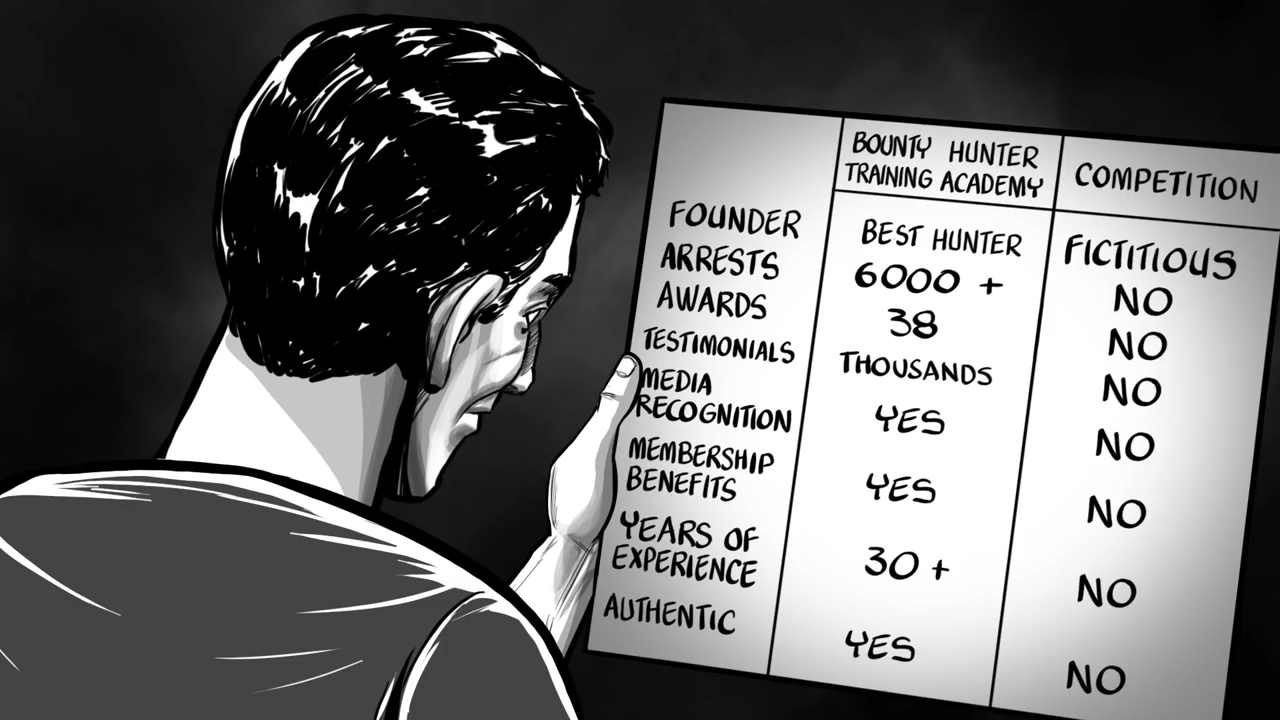 BOUNTY HUNTER
TRAINING ACADEMY
COMPETITION
FOUNDER
BEST HUNTER
FICTITIOUS
ARRESTS
6000 +
NO
AWARDS
38
NO
TESTIMONIALS
THOUSANDS
NO
MEDIA
RECOGNITION
YES
NO
MEMBERSHIP
BENEFITS
YES
NO
YEARS OF
EXPERIENCE
30 +
NO
AUTHENTIC
YES
NO